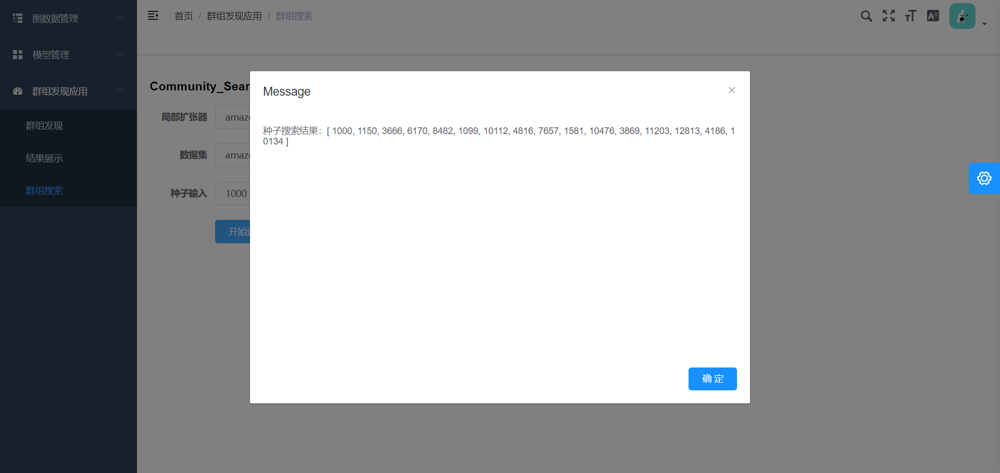 图数据管理
模型管理
群组发现应用
群组发现
结果展示
群组搜索
首页 / 群组发现应用 / 群组搜索
Community_Sear
局部扩张器 amaz
数据集 amaz
种子输入 1000
开始
Message
种子搜索结果：[ 1000, 1150, 3666, 6170, 8482, 1099, 10112, 4816, 7657, 1581, 10476, 3869, 11203, 12813, 4186, 1
0134 ]
确 定